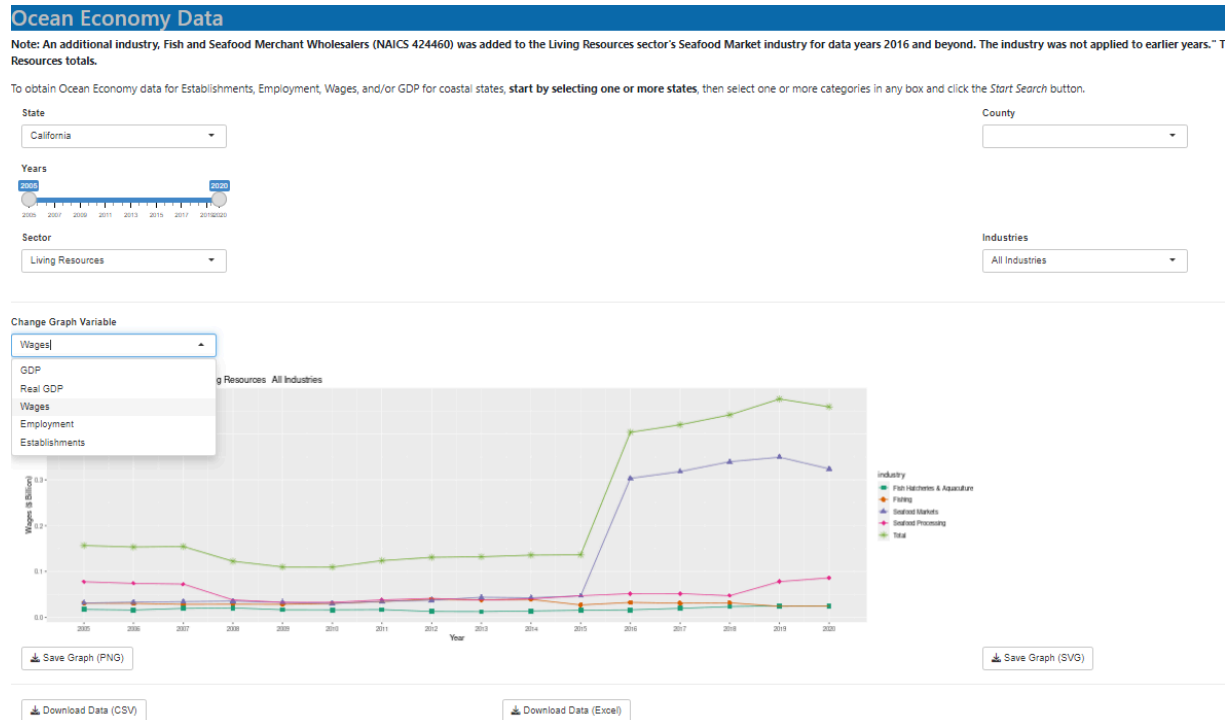 Ocean Economy Data
Note: An additional industry, Fish and Seafood Merchant Wholesalers (NAICS 424460) was added to the Living Resources sector's Seafood Market industry for data years 2016 and beyond. The industry was not applied to earlier years." T
Resources totals.
To obtain Ocean Economy data for Establishments, Employment, Wages, and/or GDP for coastal states, start by selecting one or more states, then select one or more categories in any box and click the Start Search button.
State
County
California
Years
2005 2020
2005 2007 2009 2011 2013 2015 2017 2019 2020
Sector
Industries
Living Resources
All Industries
Change Graph Variable
Wages
GDP
Real GDP
Wages
Employment
Establishments
g Resources All Industries
Wages ($ Billion)
0.3
0.2
0.1
0.0
2005 2006 2007 2008 2009 2010 2011 2012 2013 2014 2015 2016 2017 2018 2019 2020
Year
industry
Fish Hatcheries & Aquaculture
Fishing
Seafood Markets
Seafood Processing
Total
Save Graph (PNG)
Save Graph (SVG)
Download Data (CSV)
Download Data (Excel)